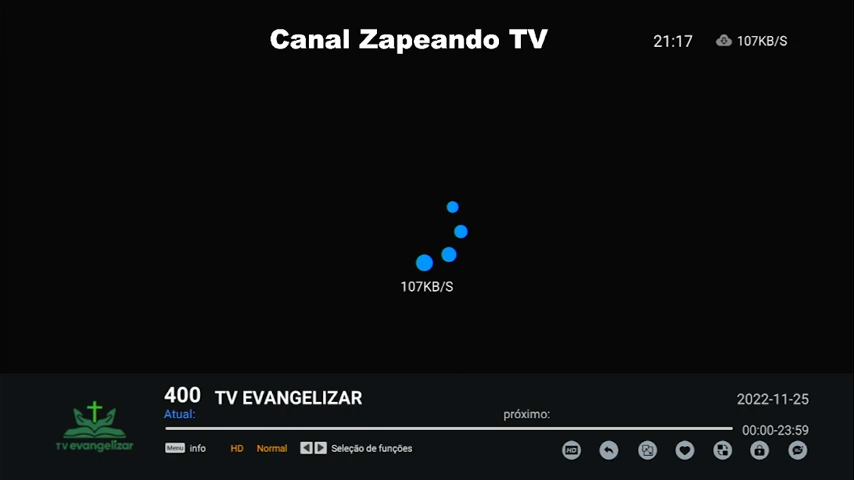 Canal Zapeando TV
21:17
107KB/S
107KB/S
400 TV EVANGELIZAR
2022-11-25
Atual:
próximo:
00:00-23:59
TV evangelizar
Menu info HD Normal Seleção de funções
HD